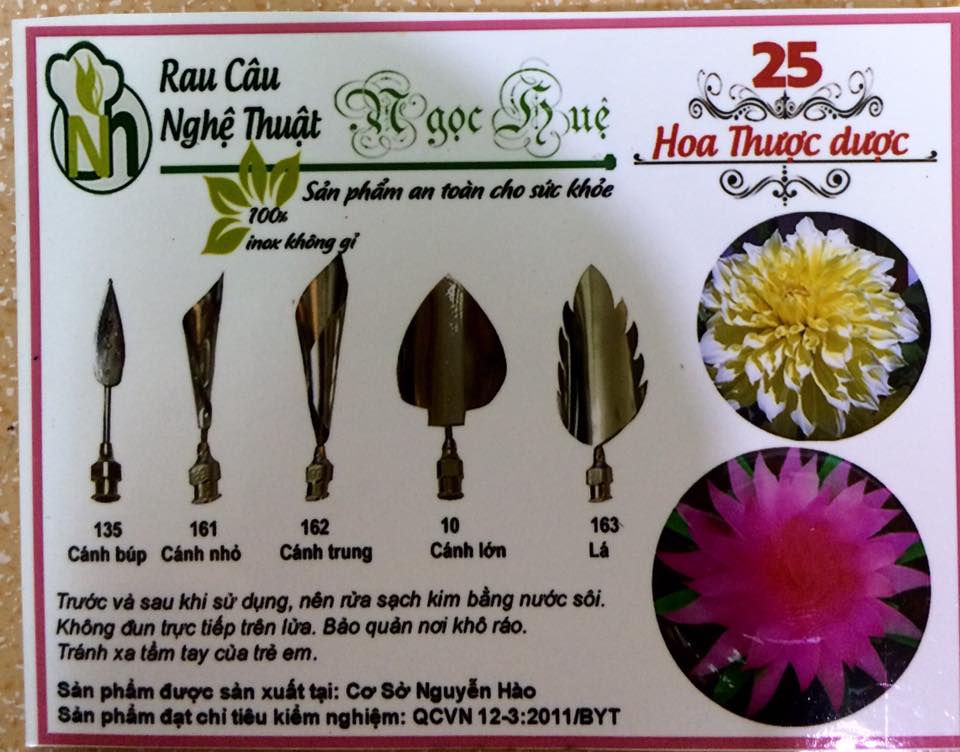 Nh
Rau Câu
Nghệ Thuật
Ngọc Huệ
Sản phẩm an toàn cho sức khỏe
100%
inox không gỉ
25
Hoa Thược dược
135
Cánh búp
161
Cánh nhỏ
162
Cánh trung
10
Cánh lớn
163
Lá
Trước và sau khi sử dụng, nên rửa sạch kim bằng nước sôi.
Không đun trực tiếp trên lửa. Bảo quản nơi khô ráo.
Tránh xa tầm tay của trẻ em.
Sản phẩm được sản xuất tại: Cơ Sở Nguyễn Hào
Sản phẩm đạt chỉ tiêu kiểm nghiệm: QCVN 12-3:2011/BYT